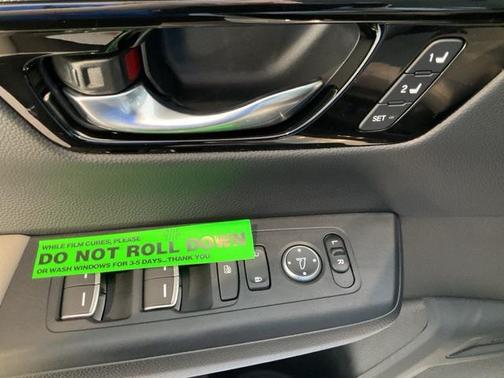 1
2
SET
WHILE FILM CURES, PLEASE
DO NOT ROLL DOWN
OR WASH WINDOWS FOR 3-5 DAYS...THANK YOU
L
R